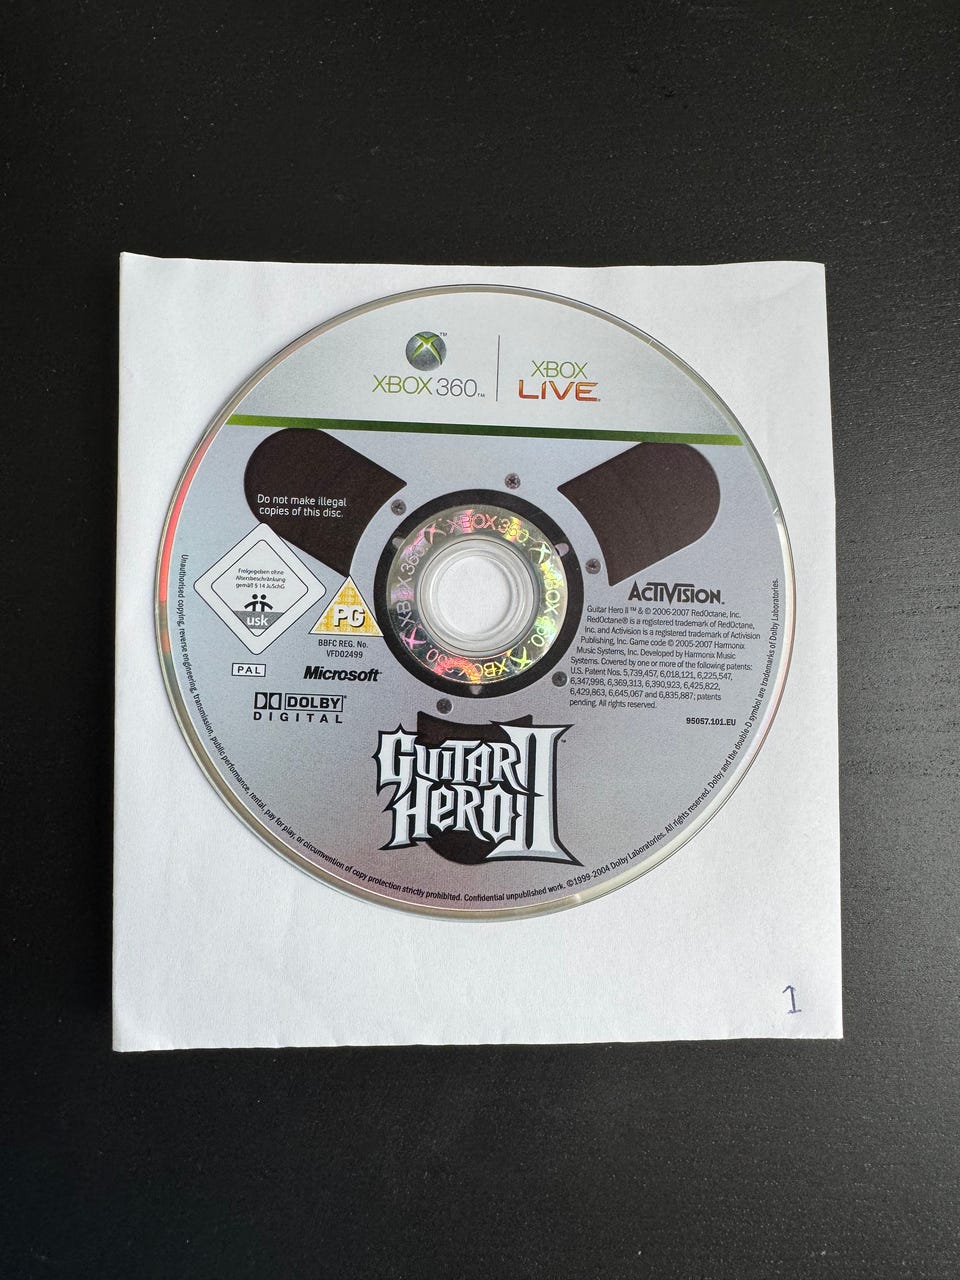 XBOX 360™
XBOX
LIVE
Do not make illegal
copies of this disc.
Freigegeben ohne
Altersbeschränkung
gemäß § 14 JuSchG
usk
PG
BBFC REG. No.
VFD02499
PAL
Microsoft®
DOLBY®
DIGITAL
XBOX 360
XBOX 360
XBOX 360
ACTIVISION™
Guitar Hero II™ & © 2006-2007 RedOctane, Inc.
RedOctane® is a registered trademark of RedOctane,
Inc. and Activision is a registered trademark of Activision
Publishing, Inc. Game code © 2005-2007 Harmonix
Music Systems, Inc. Developed by Harmonix Music
Systems. Covered by one or more of the following patents:
U.S. Patent Nos. 5,739,457, 6,018,121, 6,225,547,
6,347,998, 6,369,313, 6,390,923, 6,425,822,
6,429,863, 6,645,067 and 6,835,887; patents
pending. All rights reserved.
95057.101.EU
GUITAR
HERO II™
Unauthorised copying, reverse engineering, transmission, public performance, rental, pay for play, or circumvention of copy protection strictly prohibited. Confidential unpublished work. ©1999-2004 Dolby Laboratories. All rights reserved. Dolby and the double-D symbol are trademarks of Dolby Laboratories.
1